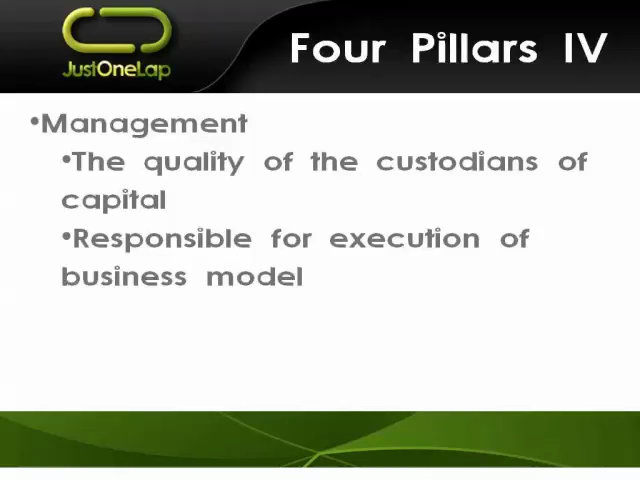 Four Pillars IV
JustOneLap
•Management
•The quality of the custodians of
capital
•Responsible for execution of
business model